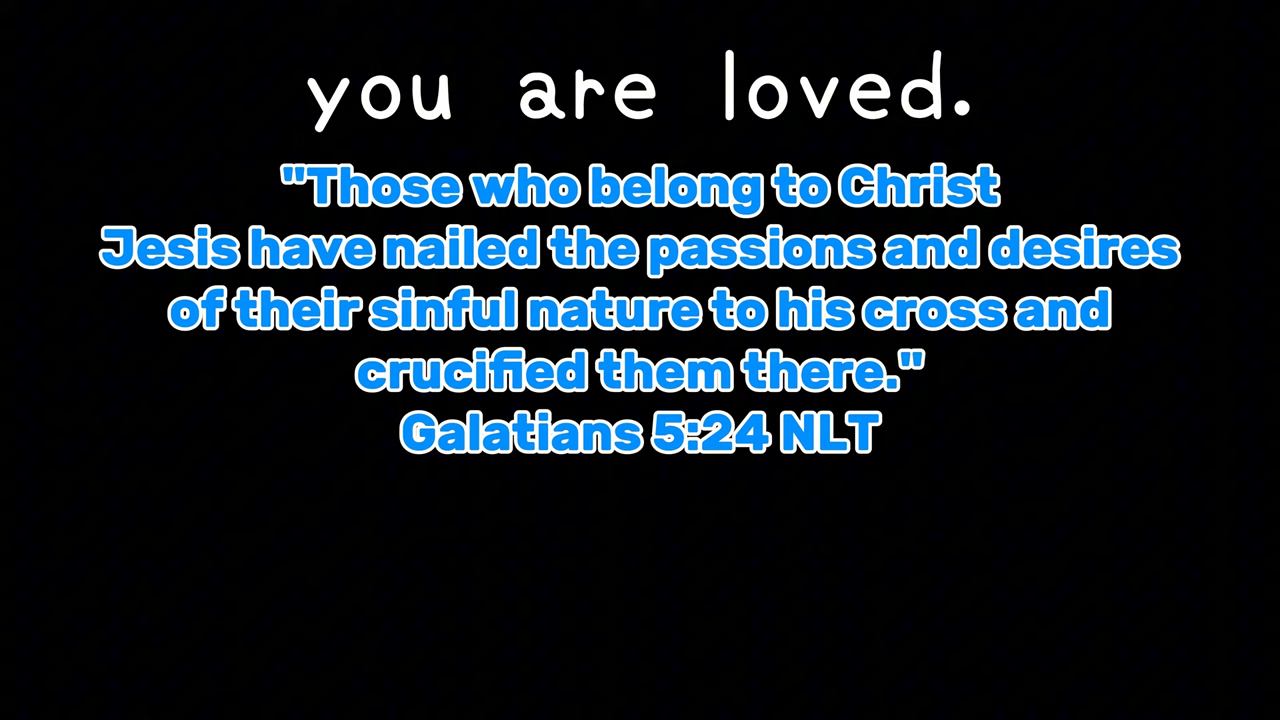 you are loved.
"Those who belong to Christ
Jesis have nailed the passions and desires
of their sinful nature to his cross and
crucified them there."
Galatians 5:24 NLT